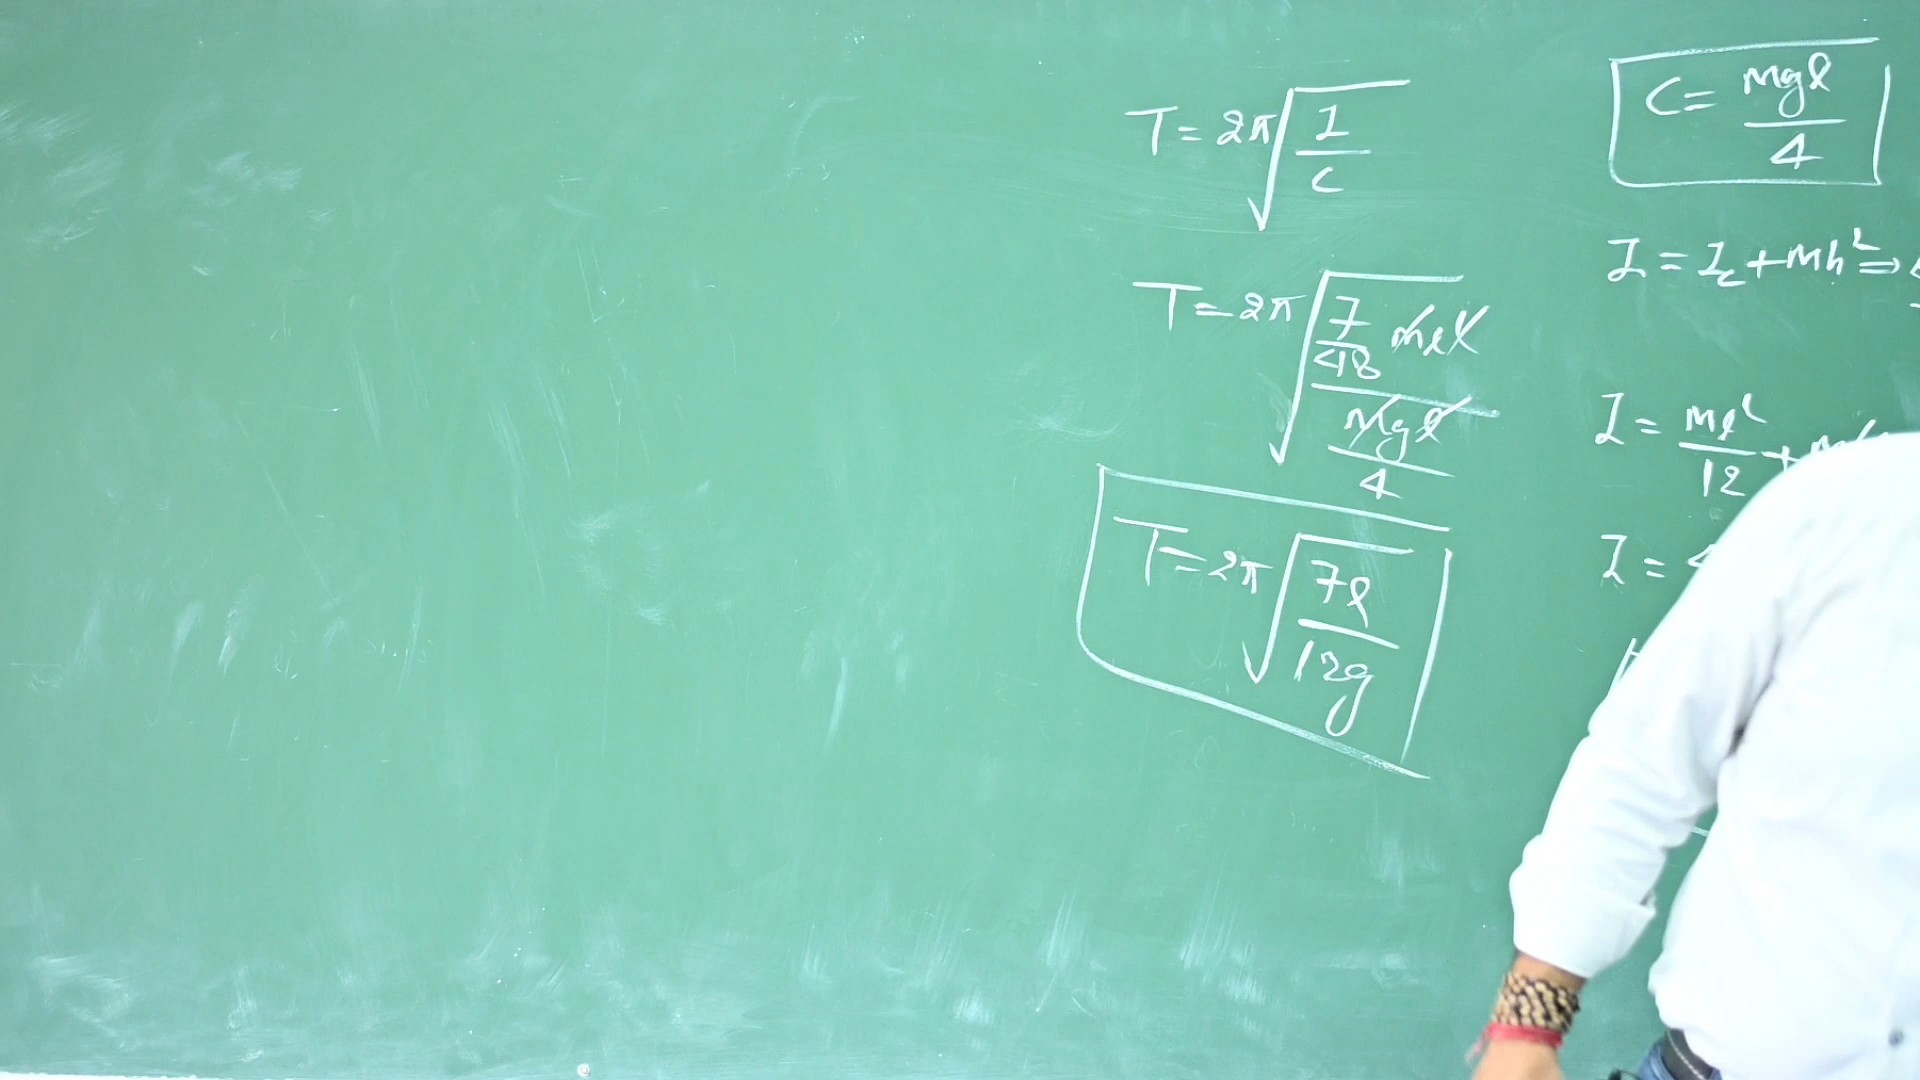 T = 2π √(I/C)
T = 2π √((7/48 mℓ²)/(mgℓ/4))
T = 2π √(7ℓ/12g)
C = mgℓ/4
I = I_c + mh² ⇒
I = mℓ²/12 +
I =